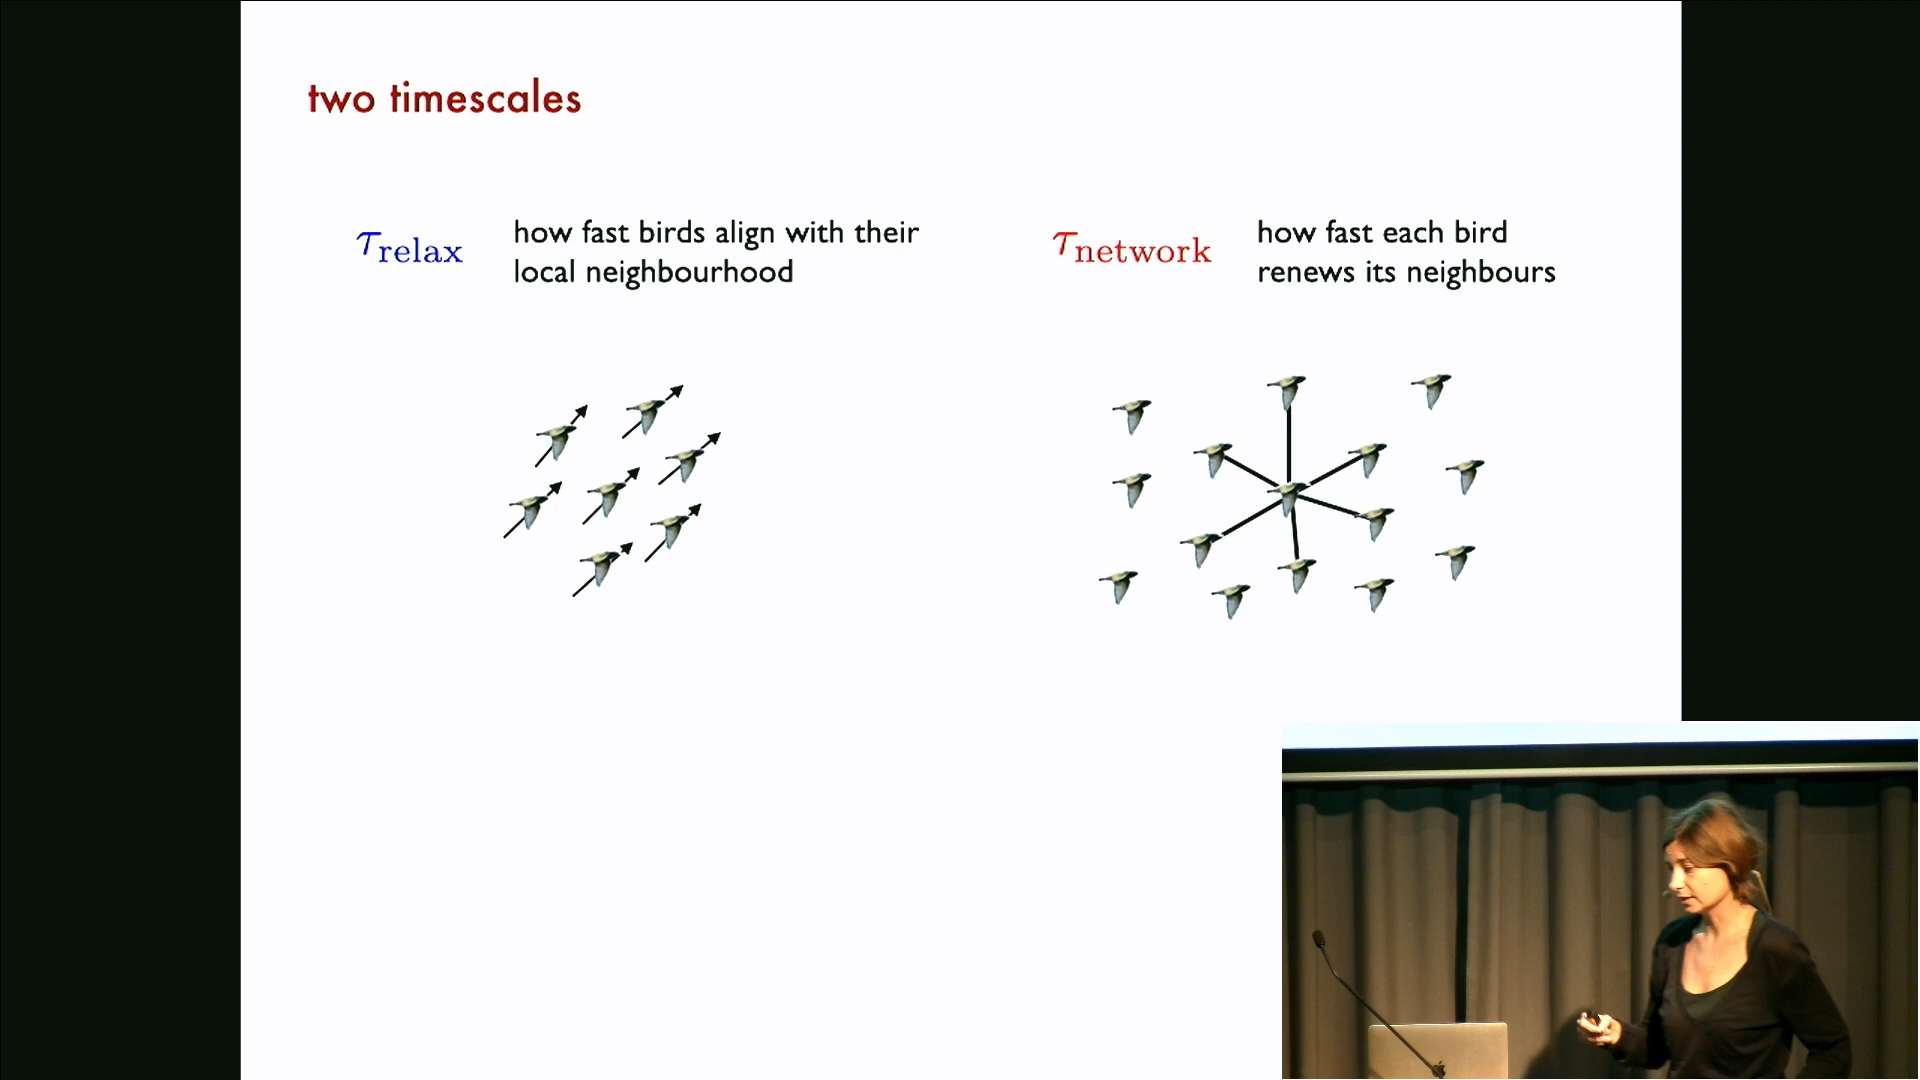 two timescales
τrelax
how fast birds align with their
local neighbourhood
τnetwork
how fast each bird
renews its neighbours